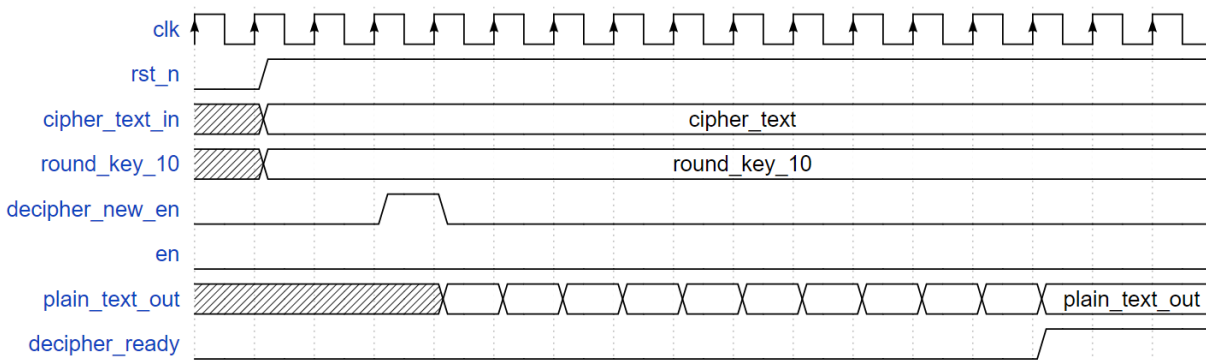 clk
rst_n
cipher_text_in cipher_text
round_key_10 round_key_10
decipher_new_en
en
plain_text_out plain_text_out
decipher_ready